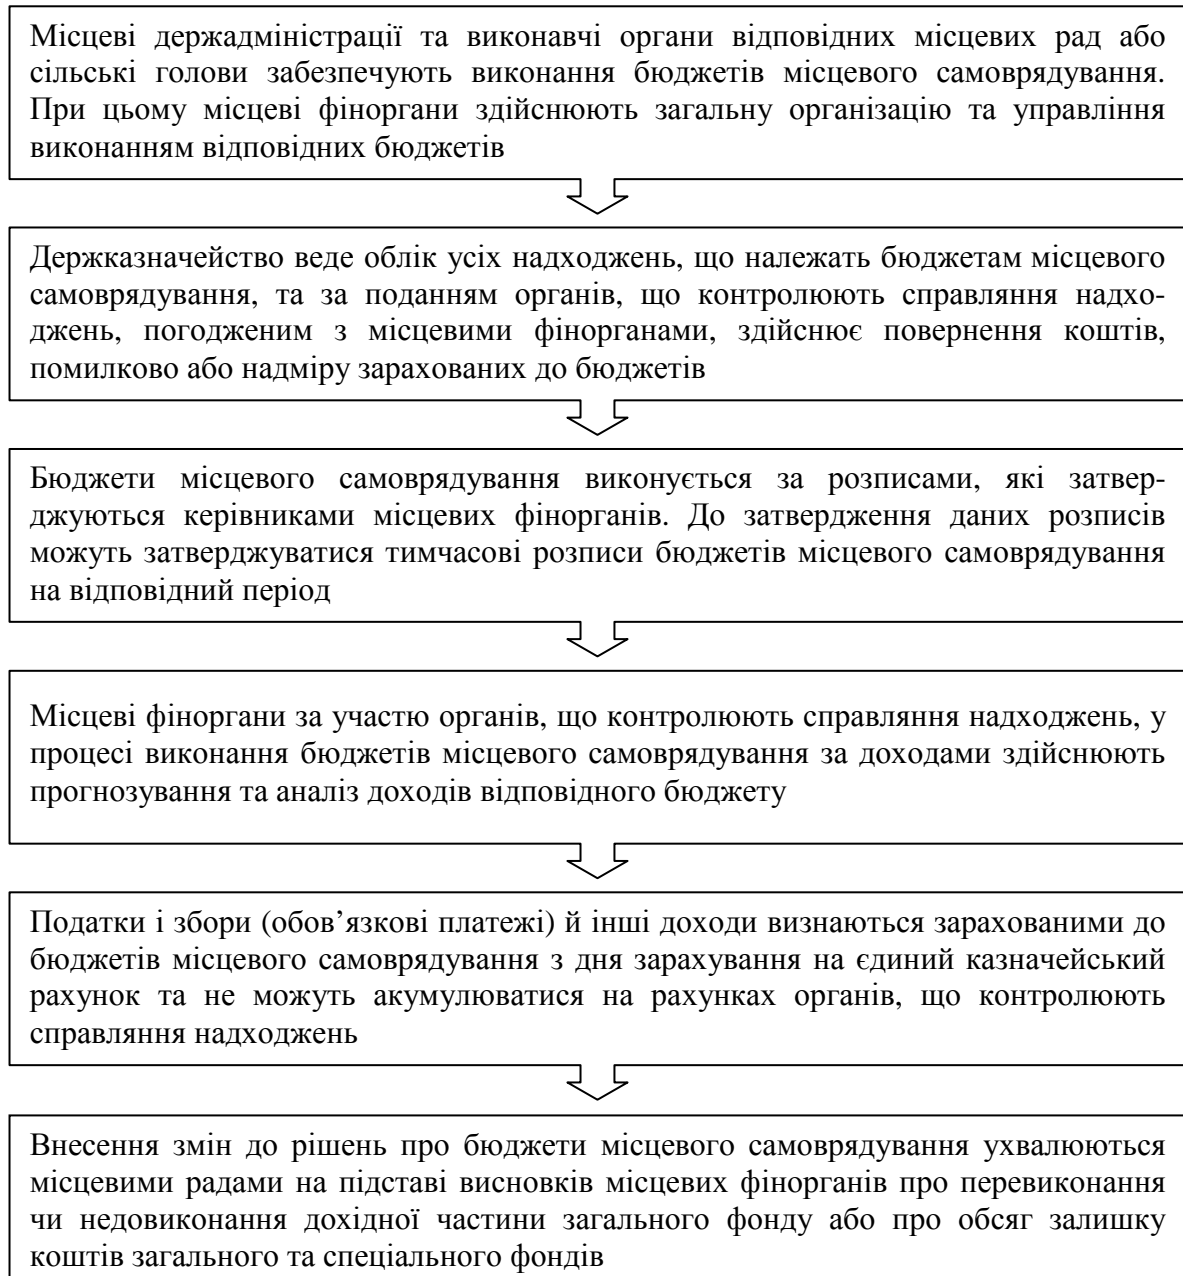 Місцеві держадміністрації та виконавчі органи відповідних місцевих рад або
сільські голови забезпечують виконання бюджетів місцевого самоврядування.
При цьому місцеві фіноргани здійснюють загальну організацію та управління
виконанням відповідних бюджетів
Держказначейство веде облік усіх надходжень, що належать бюджетам місцевого
самоврядування, та за поданням органів, що контролюють справляння надхо-
джень, погодженим з місцевими фінорганами, здійснює повернення коштів,
помилково або надміру зарахованих до бюджетів
Бюджети місцевого самоврядування виконується за розписами, які затвер-
джуються керівниками місцевих фінорганів. До затвердження даних розписів
можуть затверджуватися тимчасові розписи бюджетів місцевого самоврядування
на відповідний період
Місцеві фіноргани за участю органів, що контролюють справляння надходжень, у
процесі виконання бюджетів місцевого самоврядування за доходами здійснюють
прогнозування та аналіз доходів відповідного бюджету
Податки і збори (обов’язкові платежі) й інші доходи визнаються зарахованими до
бюджетів місцевого самоврядування з дня зарахування на єдиний казначейський
рахунок та не можуть акумулюватися на рахунках органів, що контролюють
справляння надходжень
Внесення змін до рішень про бюджети місцевого самоврядування ухвалюються
місцевими радами на підставі висновків місцевих фінорганів про перевиконання
чи недовиконання дохідної частини загального фонду або про обсяг залишку
коштів загального та спеціального фондів